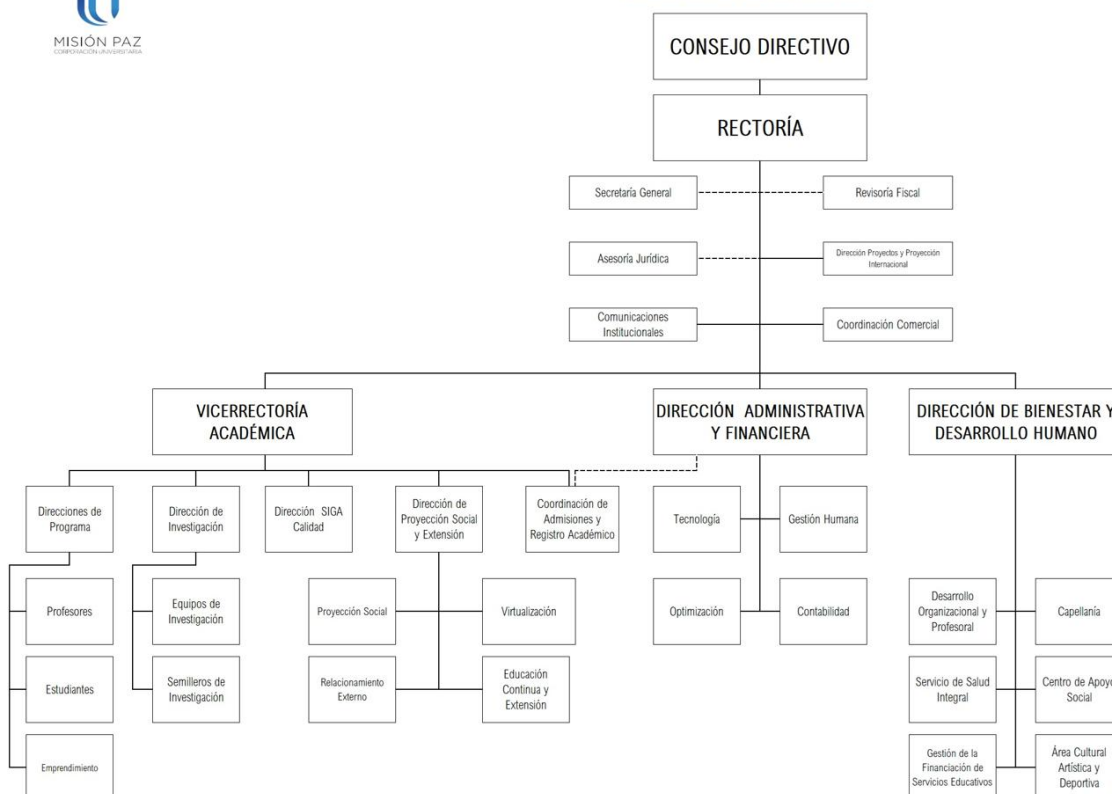 MISIÓN PAZ
CORPORACIÓN UNIVERSITARIA
CONSEJO DIRECTIVO
RECTORÍA
Secretaría General
Revisoría Fiscal
Asesoría Jurídica
Dirección Proyectos y Proyección
Internacional
Comunicaciones
Institucionales
Coordinación Comercial
VICERRECTORÍA
ACADÉMICA
DIRECCIÓN ADMINISTRATIVA
Y FINANCIERA
DIRECCIÓN DE BIENESTAR Y
DESARROLLO HUMANO
Direcciones de
Programa
Dirección de
Investigación
Dirección SIGA
Calidad
Dirección de
Proyección Social
y Extensión
Coordinación de
Admisiones y
Registro Académico
Tecnología
Gestión Humana
Profesores
Equipos de
Investigación
Proyección Social
Virtualización
Optimización
Contabilidad
Desarrollo
Organizacional y
Profesoral
Capellanía
Estudiantes
Semilleros de
Investigación
Relacionamiento
Externo
Educación
Continua y
Extensión
Servicio de Salud
Integral
Centro de Apoyo
Social
Emprendimiento
Gestión de la
Financiación de
Servicios Educativos
Área Cultural
Artística y
Deportiva